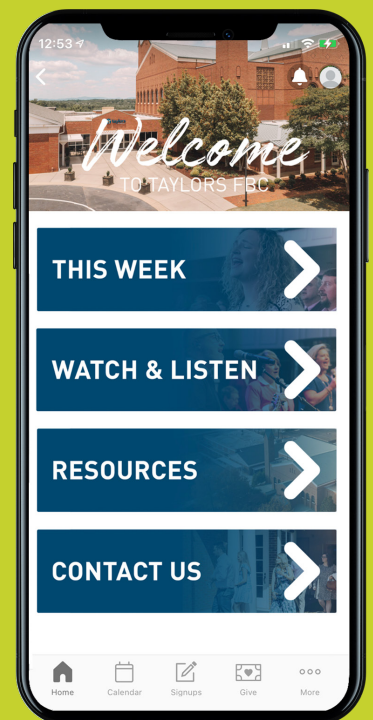 12:53
Welcome
TO TAYLORS FBC
THIS WEEK
WATCH & LISTEN
RESOURCES
CONTACT US
Home
Calendar
Signups
Give
More